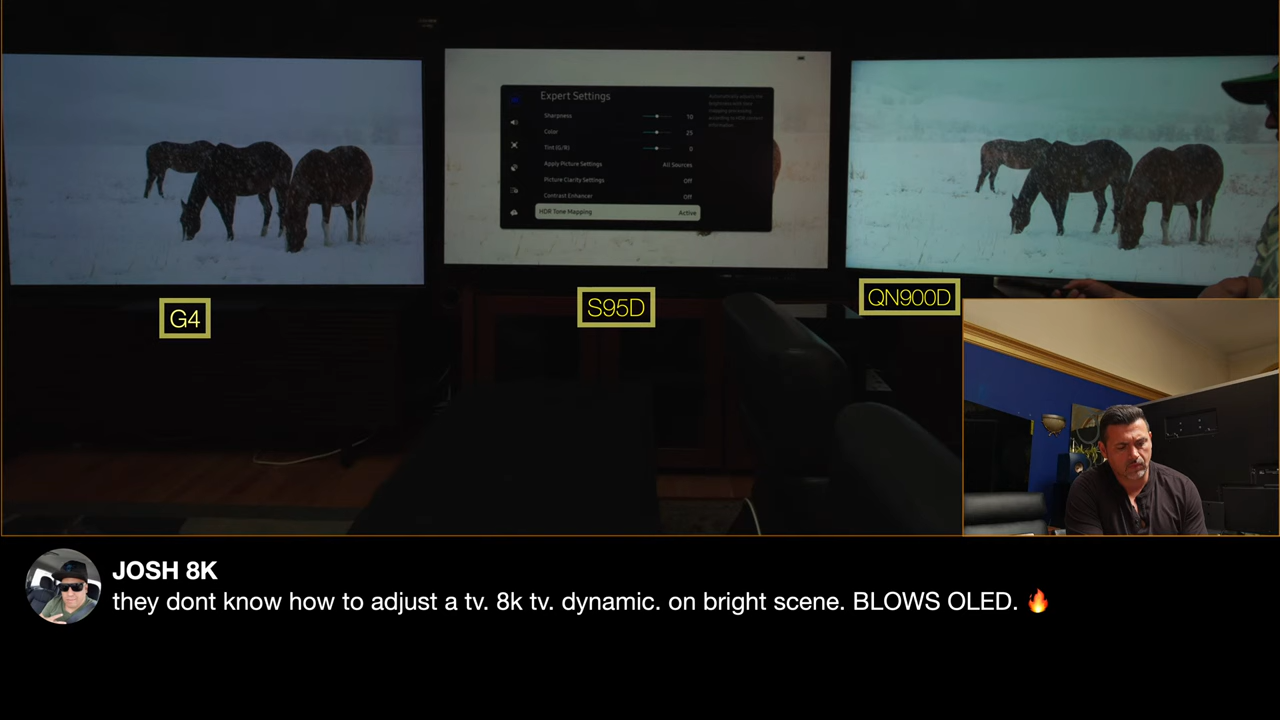 Expert Settings
Sharpness 10
Color 25
Tint (G/R) 0
Apply Picture Settings All Sources
Picture Clarity Settings Off
Contrast Enhancer Off
HDR Tone Mapping Active
G4
S95D
QN900D
JOSH 8K
they dont know how to adjust a tv. 8k tv. dynamic. on bright scene. BLOWS OLED. 🔥